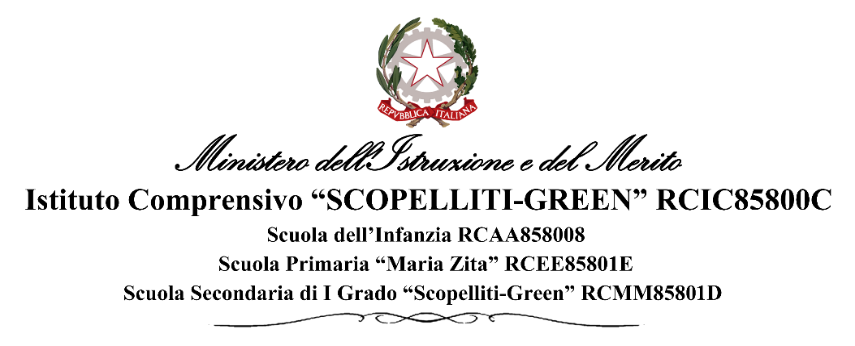 REPVBBLICA ITALIANA
Ministero dell'Istruzione e del Merito
Istituto Comprensivo “SCOPELLITI-GREEN” RCIC85800C
Scuola dell’Infanzia RCAA858008
Scuola Primaria “Maria Zita” RCEE85801E
Scuola Secondaria di I Grado “Scopelliti-Green” RCMM85801D